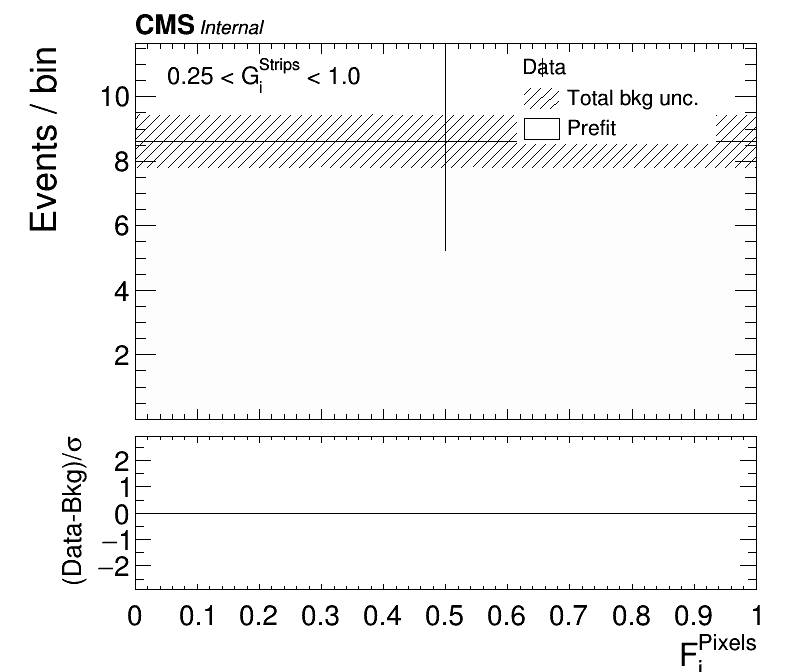 CMS Internal
Events / bin
0.25 < G_i^Strips < 1.0
Data
Total bkg unc.
Prefit
10
8
6
4
2
(Data-Bkg)/σ
2
1
0
−1
−2
0 0.1 0.2 0.3 0.4 0.5 0.6 0.7 0.8 0.9 1
F_i^Pixels